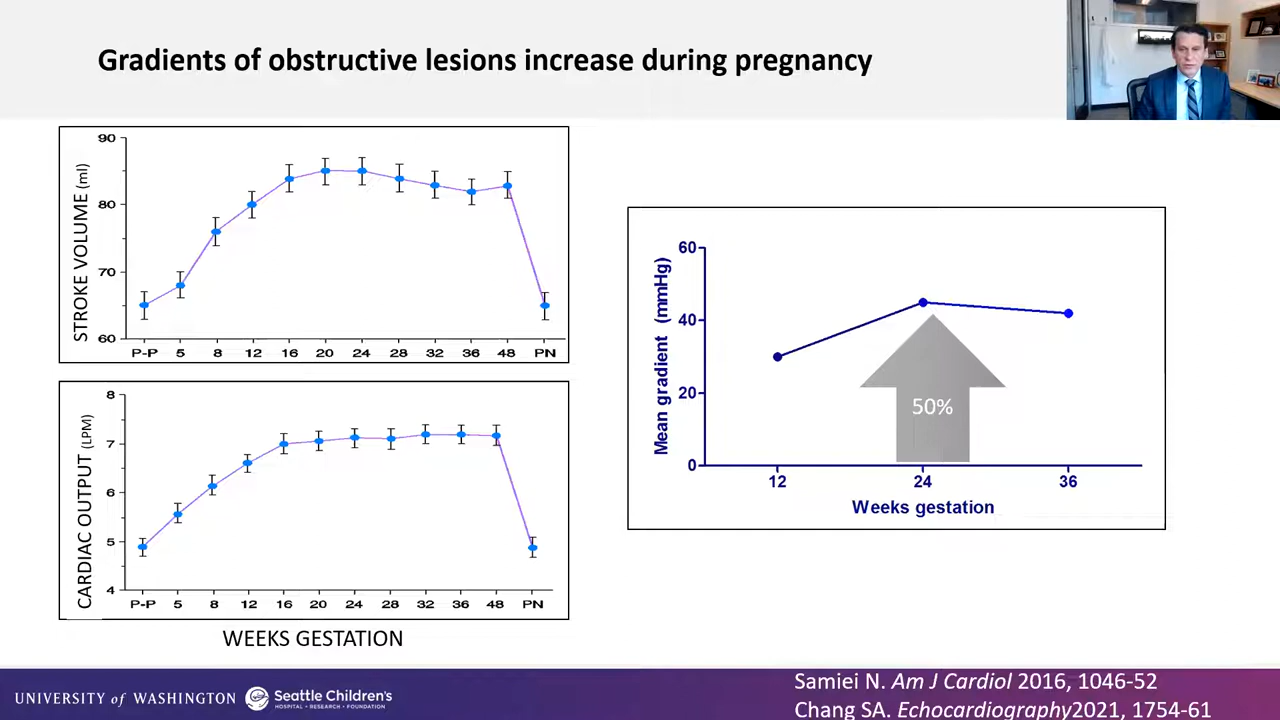 Gradients of obstructive lesions increase during pregnancy
STROKE VOLUME (ml)
90
80
70
60
P-P 5 8 12 16 20 24 28 32 36 48 PN
CARDIAC OUTPUT (LPM)
8
7
6
5
4
P-P 5 8 12 16 20 24 28 32 36 48 PN
WEEKS GESTATION
Mean gradient (mmHg)
60
40
20
0
50%
12 24 36
Weeks gestation
UNIVERSITY of WASHINGTON
Seattle Children's
HOSPITAL • RESEARCH • FOUNDATION
Samiei N. Am J Cardiol 2016, 1046-52
Chang SA. Echocardiography2021, 1754-61